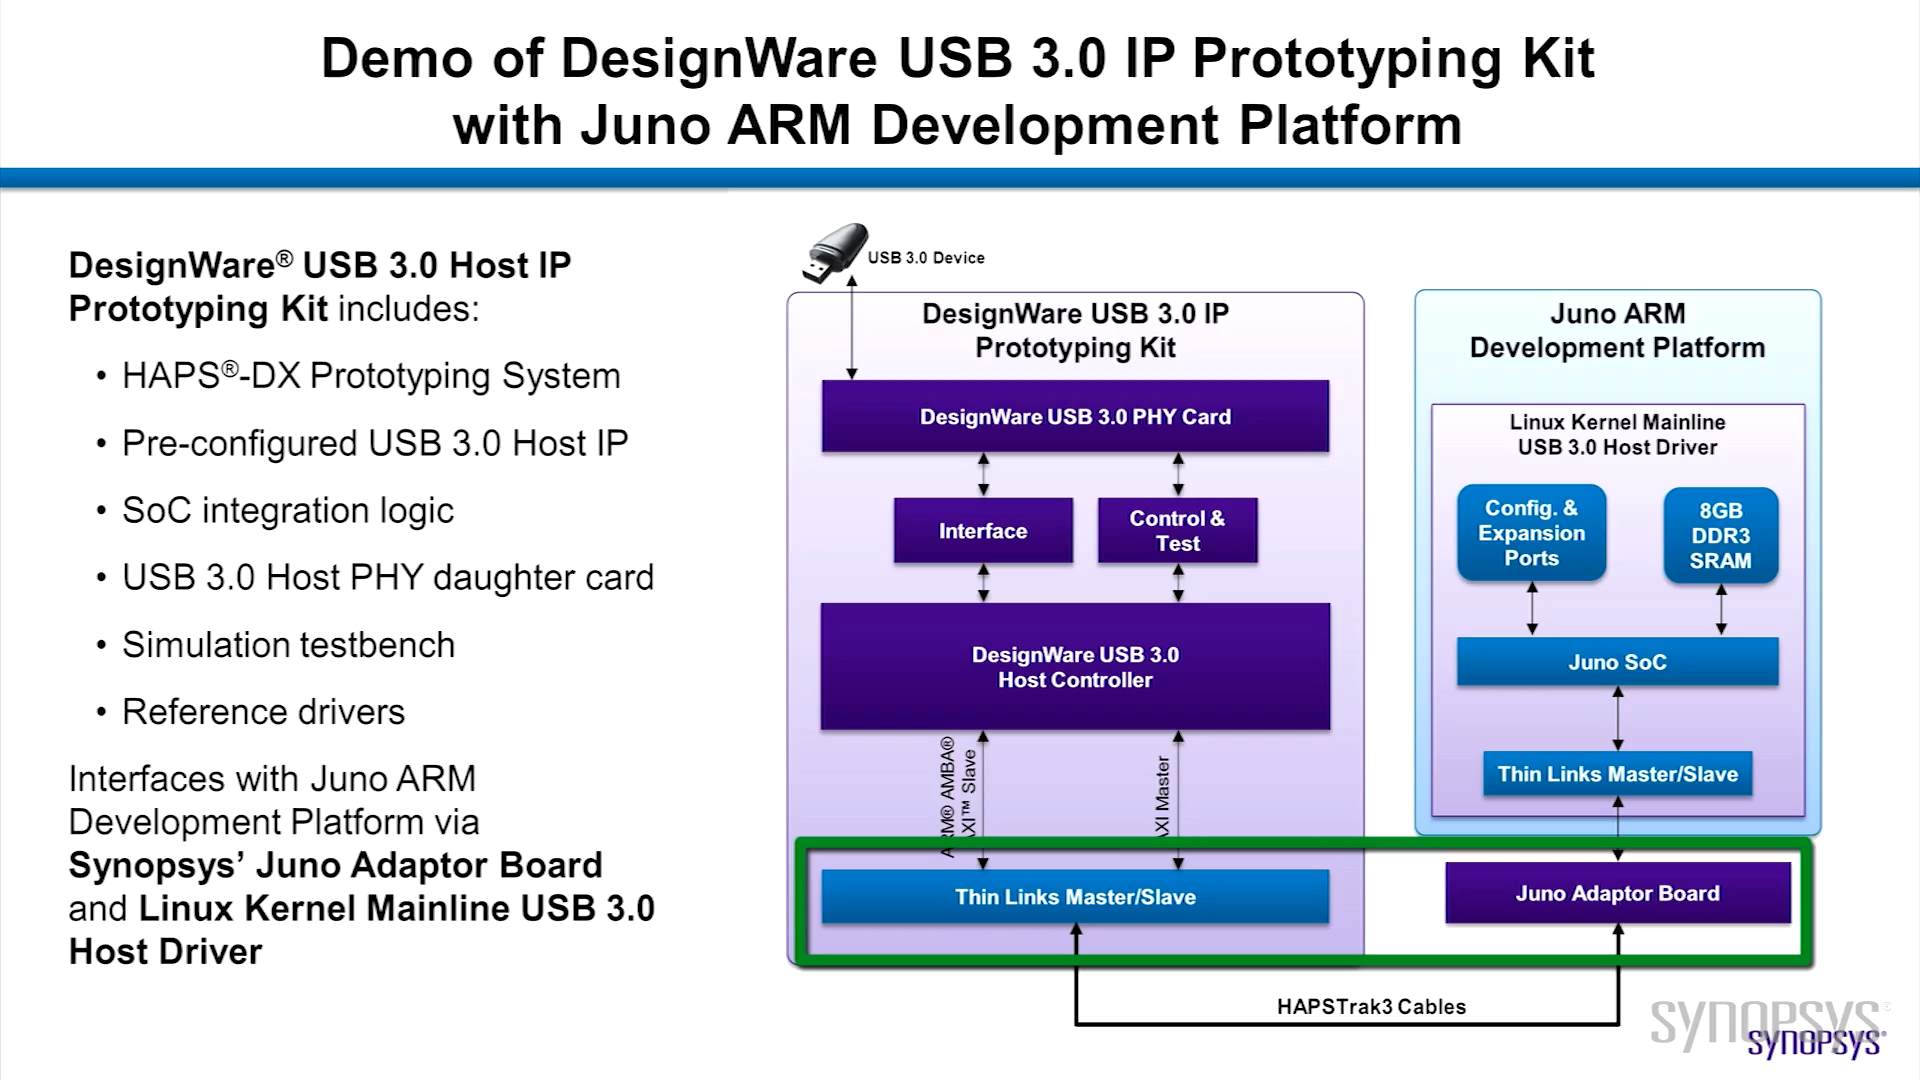 Demo of DesignWare USB 3.0 IP Prototyping Kit
with Juno ARM Development Platform
DesignWare® USB 3.0 Host IP
Prototyping Kit includes:
• HAPS®-DX Prototyping System
• Pre-configured USB 3.0 Host IP
• SoC integration logic
• USB 3.0 Host PHY daughter card
• Simulation testbench
• Reference drivers
Interfaces with Juno ARM
Development Platform via
Synopsys’ Juno Adaptor Board
and Linux Kernel Mainline USB 3.0
Host Driver
USB 3.0 Device
DesignWare USB 3.0 IP
Prototyping Kit
DesignWare USB 3.0 PHY Card
Interface
Control &
Test
DesignWare USB 3.0
Host Controller
ARM® AMBA®
AXI™ Slave
AXI Master
Thin Links Master/Slave
Juno ARM
Development Platform
Linux Kernel Mainline
USB 3.0 Host Driver
Config. &
Expansion
Ports
8GB
DDR3
SRAM
Juno SoC
Thin Links Master/Slave
Juno Adaptor Board
HAPSTrak3 Cables
SYNOPSYS®
SYNOPSYS®